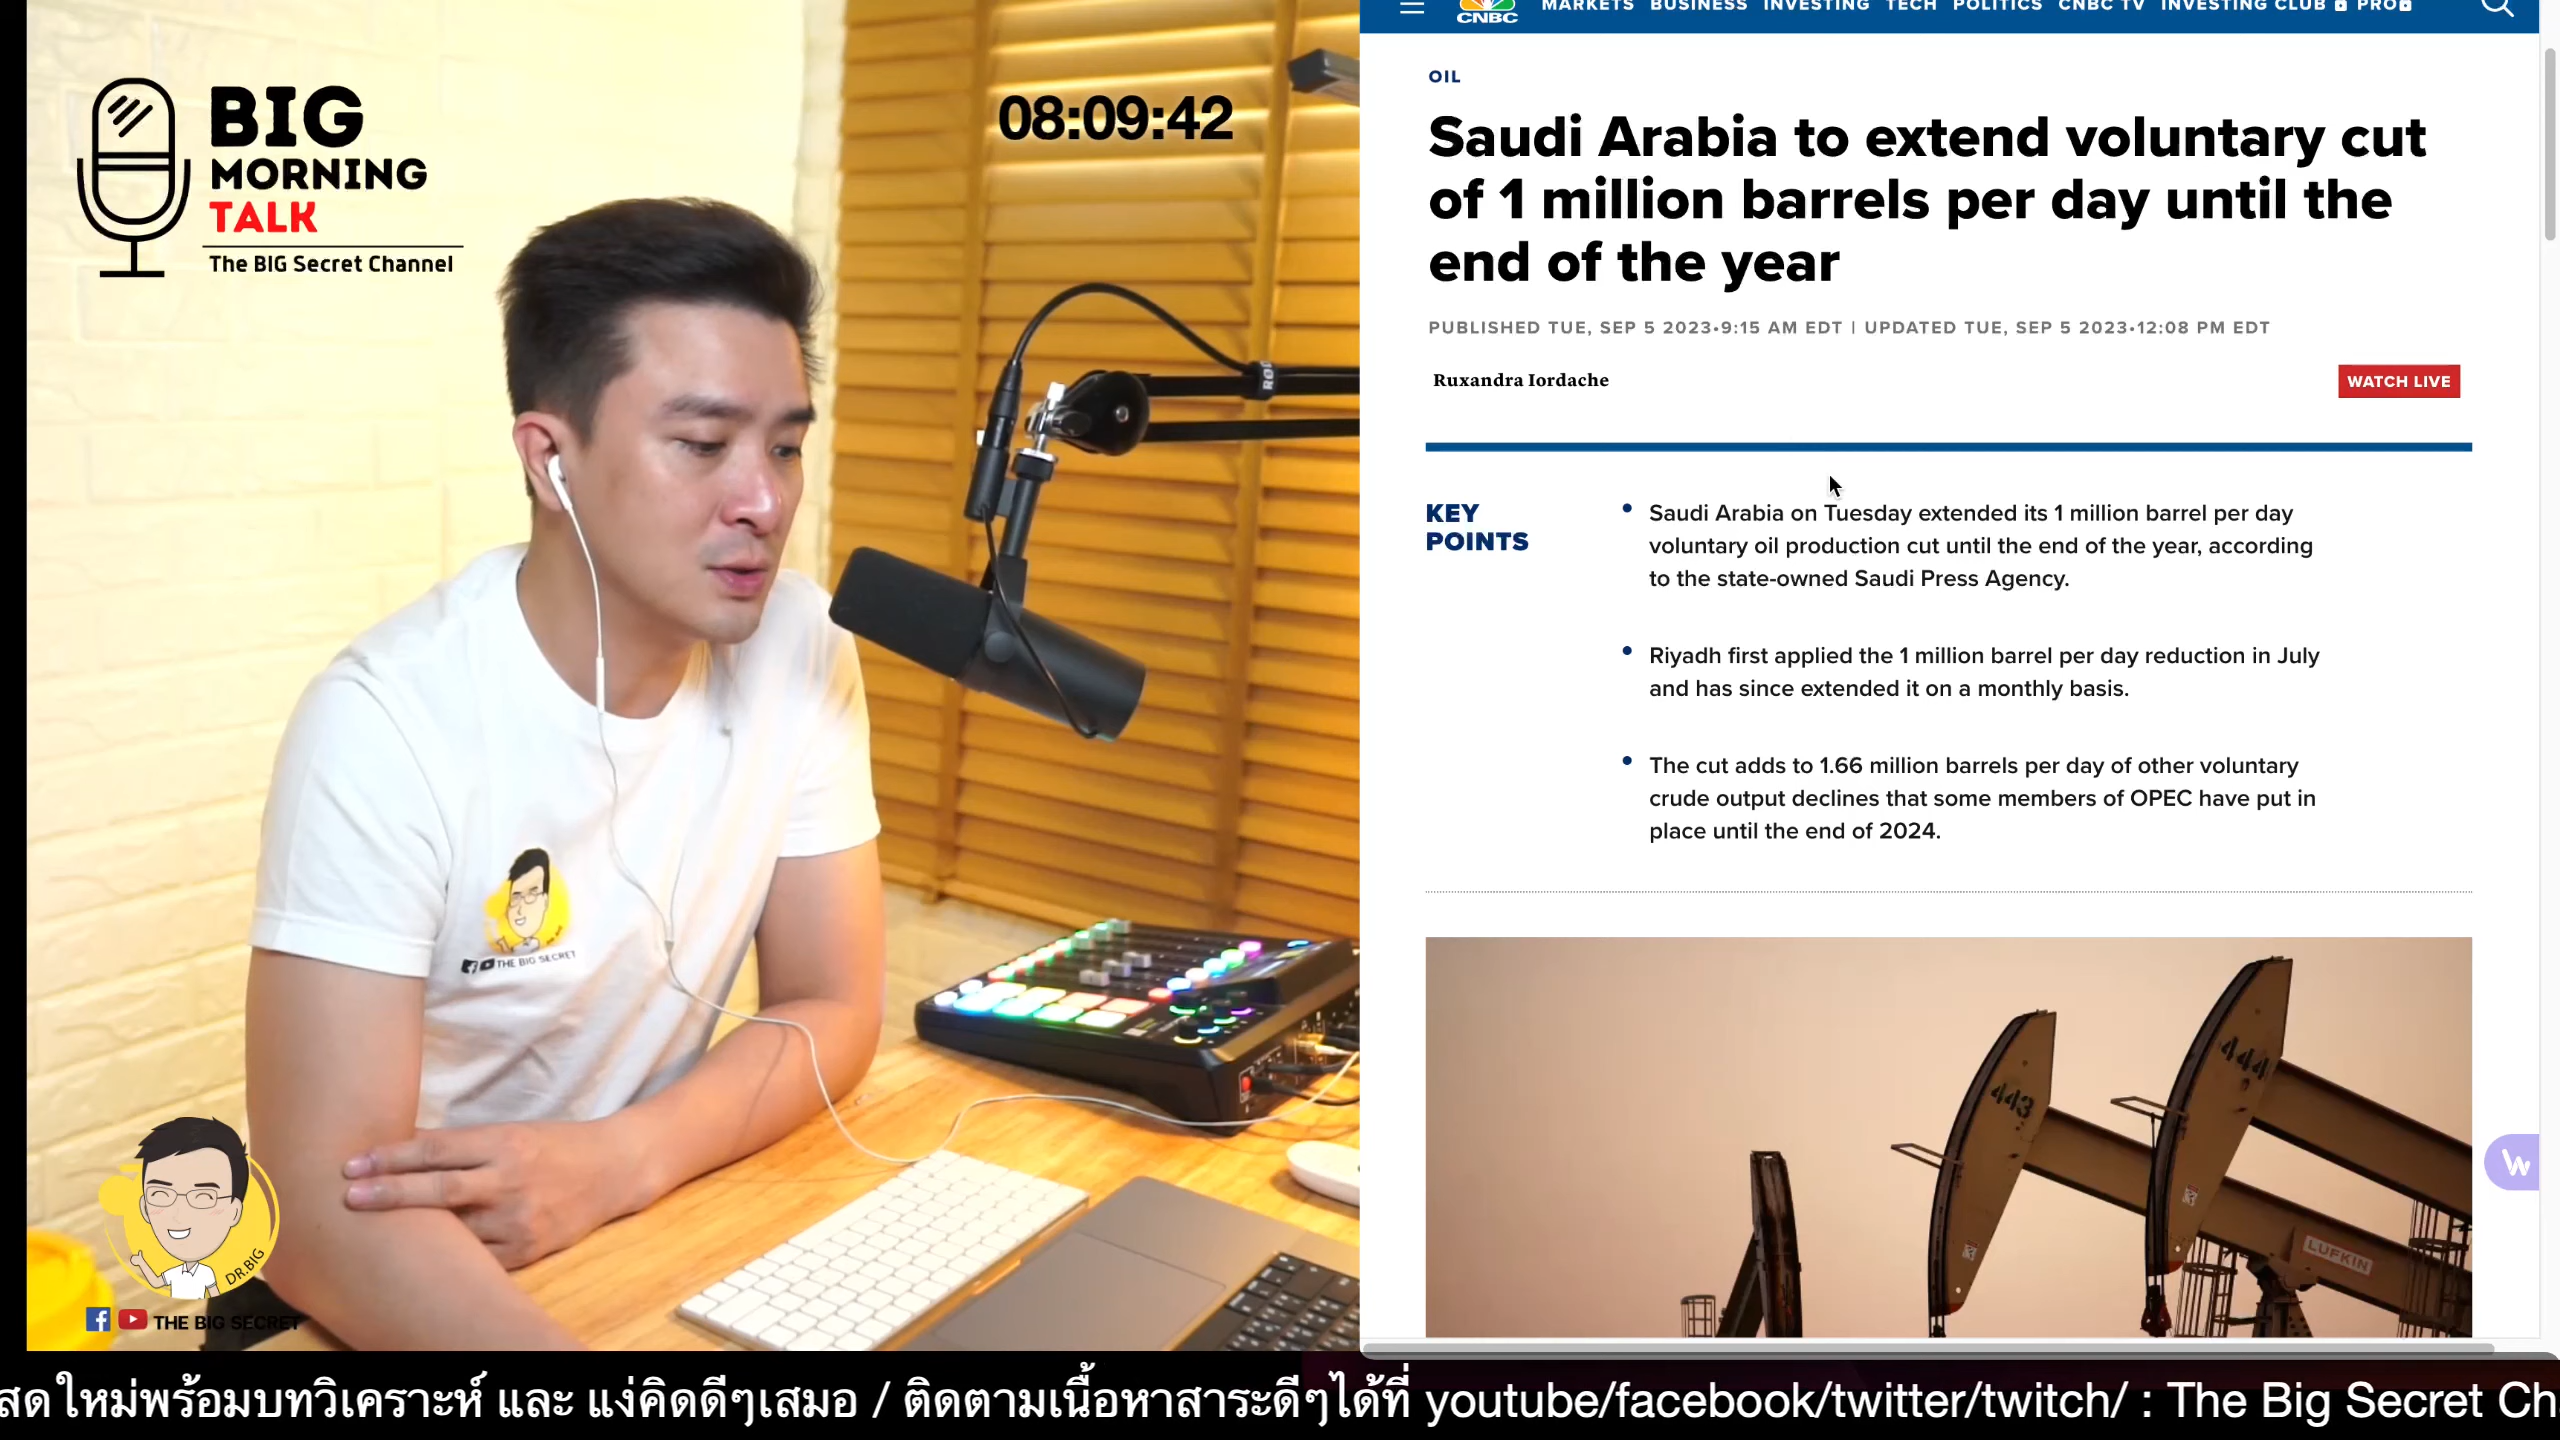 BIG
MORNING
TALK
The BIG Secret Channel
08:09:42
RØD
THE BIG SECRET
DR.BIG
THE BIG SECRET
CNBC
MARKETS BUSINESS INVESTING TECH POLITICS CNBC TV INVESTING CLUB PRO
OIL
Saudi Arabia to extend voluntary cut
of 1 million barrels per day until the
end of the year
PUBLISHED TUE, SEP 5 2023•9:15 AM EDT | UPDATED TUE, SEP 5 2023•12:08 PM EDT
Ruxandra Iordache
WATCH LIVE
KEY
POINTS
• Saudi Arabia on Tuesday extended its 1 million barrel per day
voluntary oil production cut until the end of the year, according
to the state-owned Saudi Press Agency.
• Riyadh first applied the 1 million barrel per day reduction in July
and has since extended it on a monthly basis.
• The cut adds to 1.66 million barrels per day of other voluntary
crude output declines that some members of OPEC have put in
place until the end of 2024.
443
444
LUFKIN
สดใหม่พร้อมบทวิเคราะห์ และ แง่คิดดีๆเสมอ / ติดตามเนื้อหาสาระดีๆได้ที่ youtube/facebook/twitter/twitch/ : The Big Secret Ch